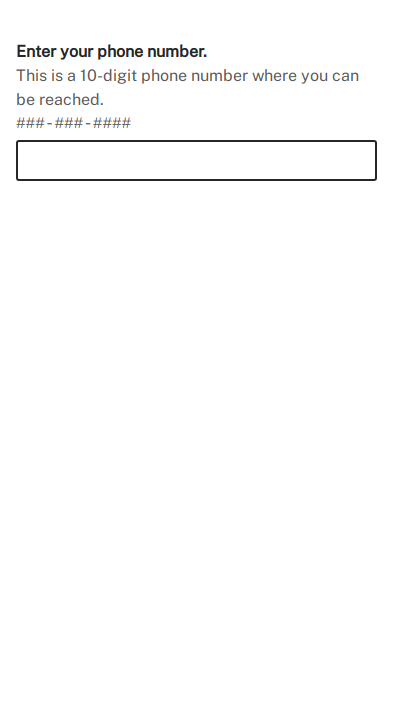 Enter your phone number.
This is a 10-digit phone number where you can
be reached.
### - ### - ####